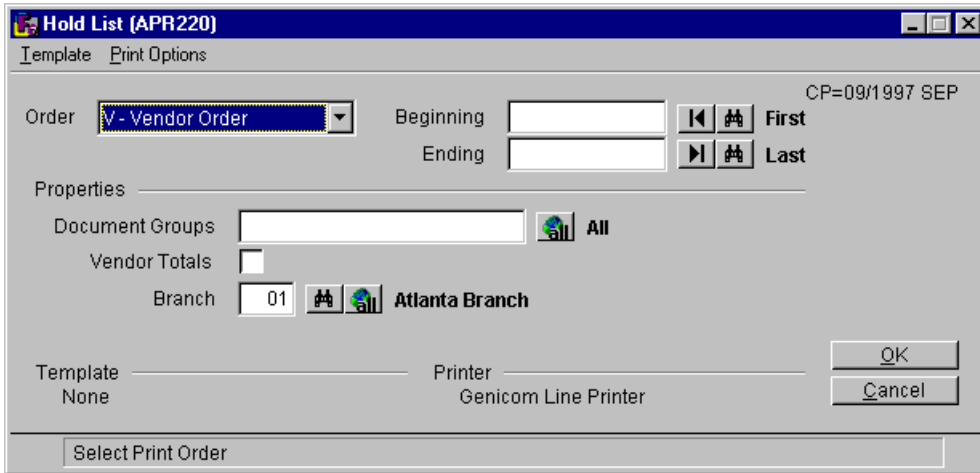 Hold List (APR220)
Template Print Options
CP=09/1997 SEP
Order V - Vendor Order Beginning First
Ending Last
Properties
Document Groups all All
Vendor Totals
Branch 01 all Atlanta Branch
OK
Template Printer
None Genicom Line Printer
Cancel
Select Print Order